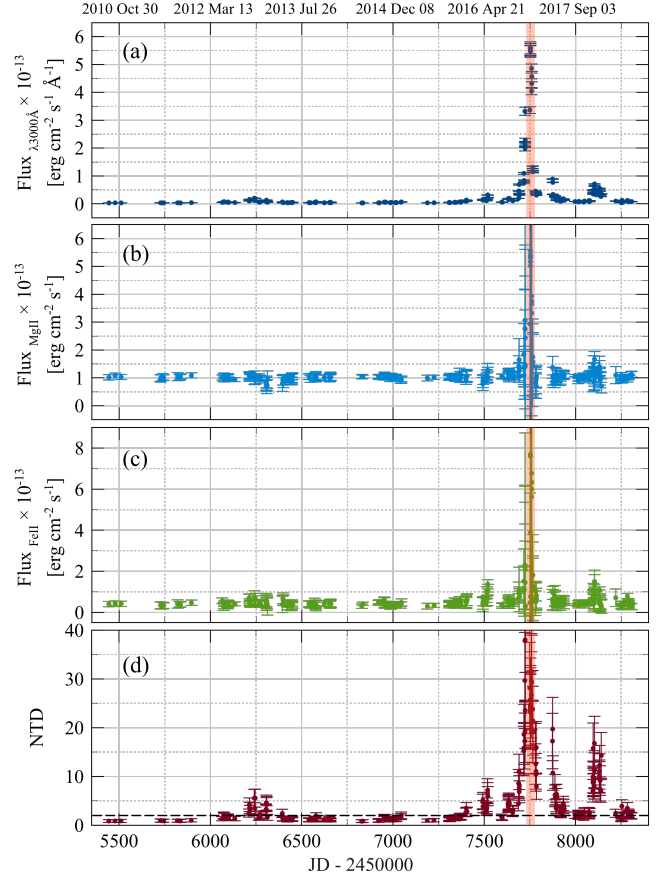 2010 Oct 30 2012 Mar 13 2013 Jul 26 2014 Dec 08 2016 Apr 21 2017 Sep 03
(a)
Flux λ3000Å × 10-13
[erg cm-2 s-1 Å-1]
6
5
4
3
2
1
0
(b)
Flux MgII × 10-13
[erg cm-2 s-1]
6
5
4
3
2
1
0
(c)
Flux FeII × 10-13
[erg cm-2 s-1]
8
6
4
2
0
(d)
NTD
40
30
20
10
0
5500 6000 6500 7000 7500 8000
JD - 2450000